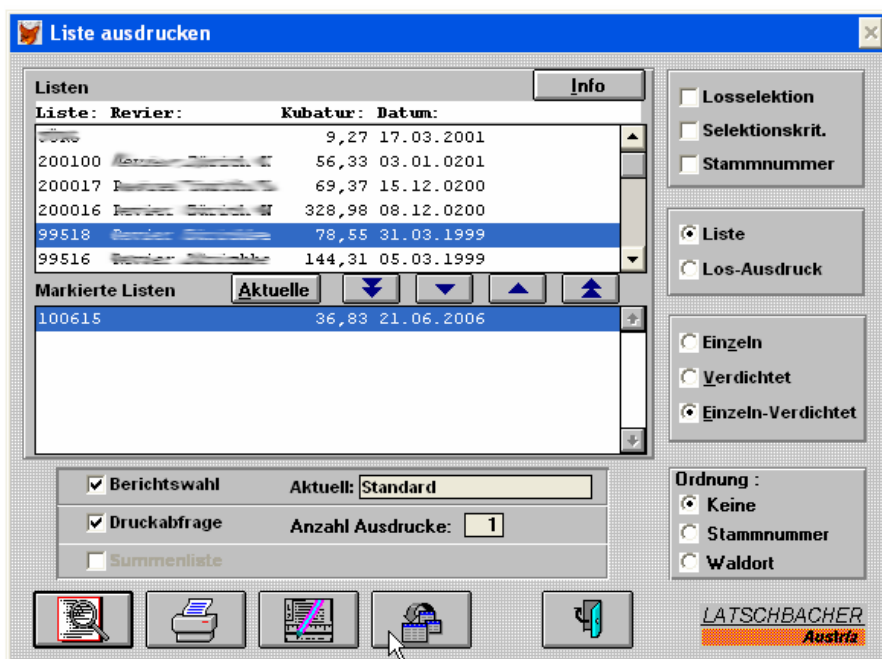 Liste ausdrucken
Listen
Info
Liste: Revier: Kubatur: Datum:
9,27 17.03.2001
200100 56,33 03.01.0201
200017 69,37 15.12.0200
200016 328,98 08.12.0200
99518 78,55 31.03.1999
99516 144,31 05.03.1999
Markierte Listen
Aktuelle
100615 36,83 21.06.2006
Losselektion
Selektionskrit.
Stammnummer
Liste
Los-Ausdruck
Einzeln
Verdichtet
Einzeln-Verdichtet
Berichtswahl Aktuell: Standard
Druckabfrage Anzahl Ausdrucke: 1
Summenliste
Ordnung :
Keine
Stammnummer
Waldort
LATSCHBACHER
Austria